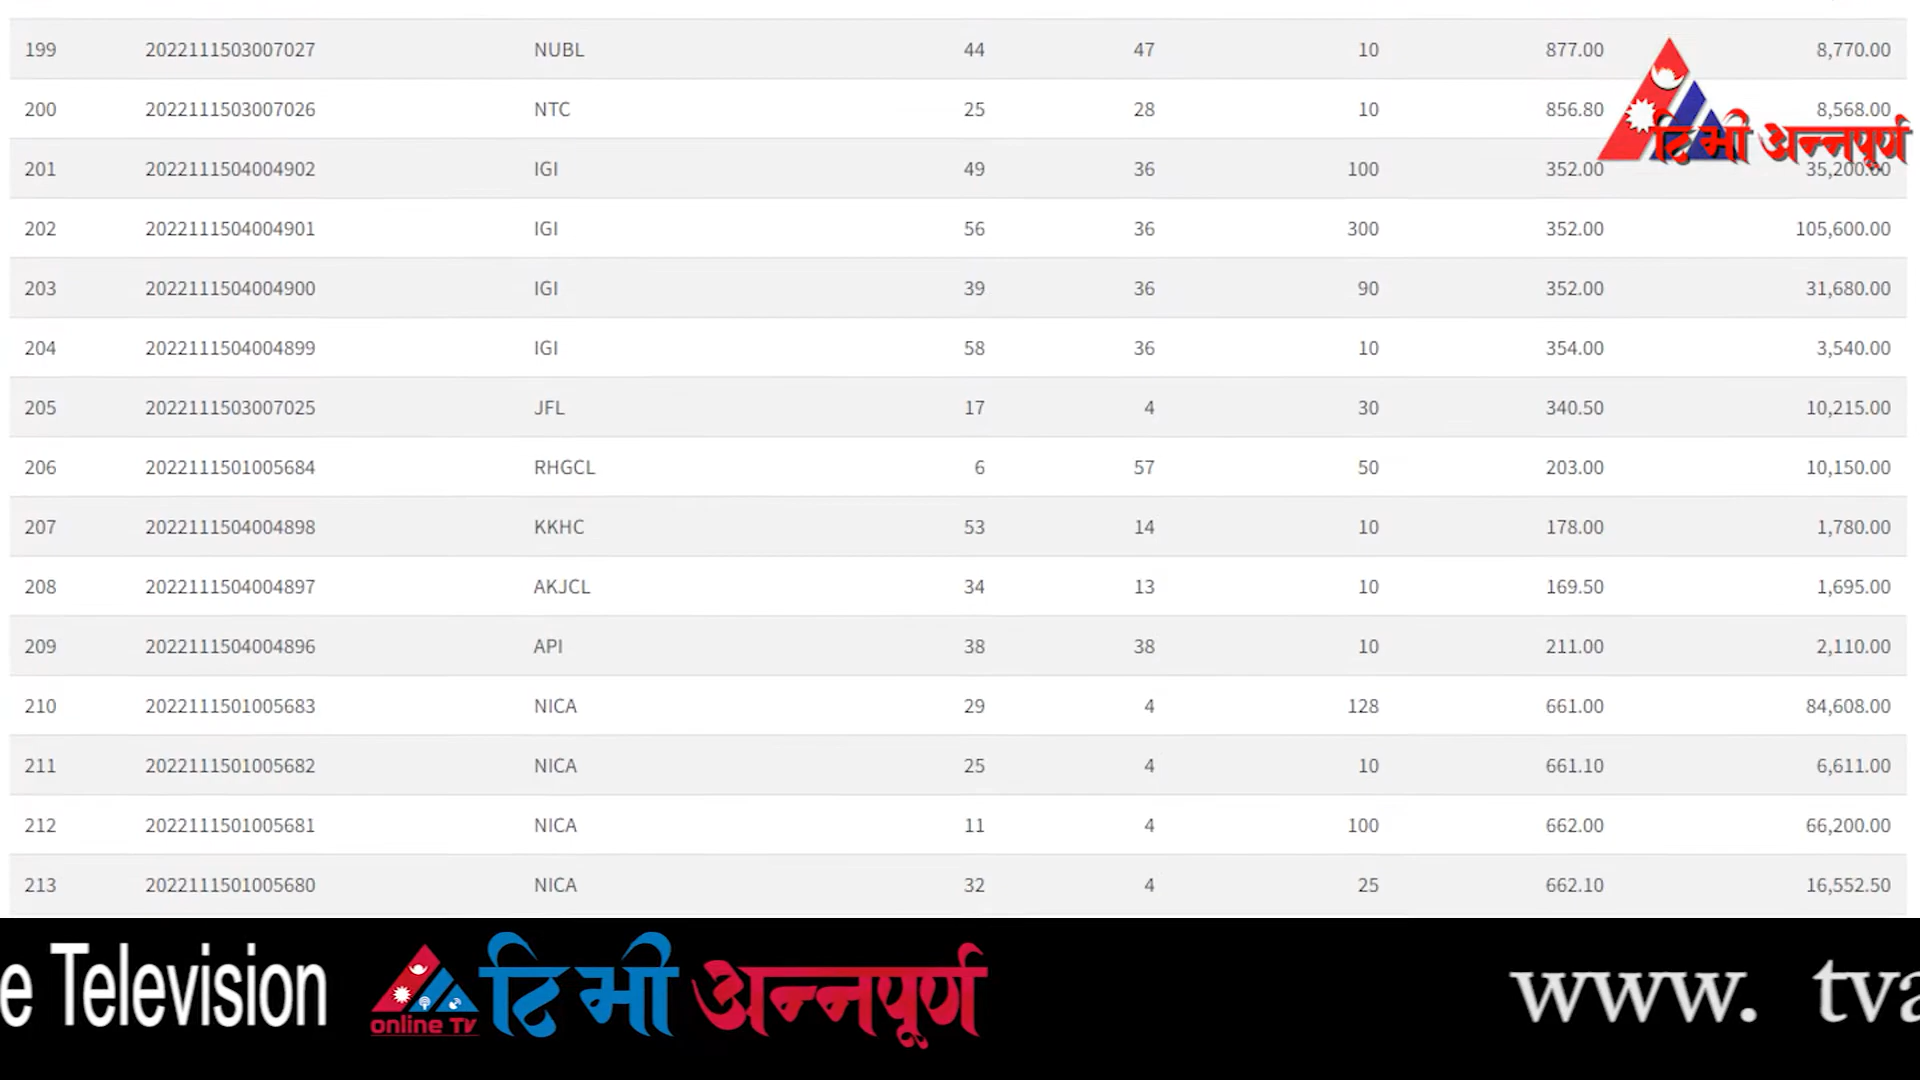 199 2022111503007027 NUBL 44 47 10 877.00 8,770.00
200 2022111503007026 NTC 25 28 10 856.80 8,568.00
टिभी अन्नपूर्ण
201 2022111504004902 IGI 49 36 100 352.00 35,200.00
202 2022111504004901 IGI 56 36 300 352.00 105,600.00
203 2022111504004900 IGI 39 36 90 352.00 31,680.00
204 2022111504004899 IGI 58 36 10 354.00 3,540.00
205 2022111503007025 JFL 17 4 30 340.50 10,215.00
206 2022111501005684 RHGCL 6 57 50 203.00 10,150.00
207 2022111504004898 KKHC 53 14 10 178.00 1,780.00
208 2022111504004897 AKJCL 34 13 10 169.50 1,695.00
209 2022111504004896 API 38 38 10 211.00 2,110.00
210 2022111501005683 NICA 29 4 128 661.00 84,608.00
211 2022111501005682 NICA 25 4 10 661.10 6,611.00
212 2022111501005681 NICA 11 4 100 662.00 66,200.00
213 2022111501005680 NICA 32 4 25 662.10 16,552.50
e Television online TV टिभी अन्नपूर्ण www. tva